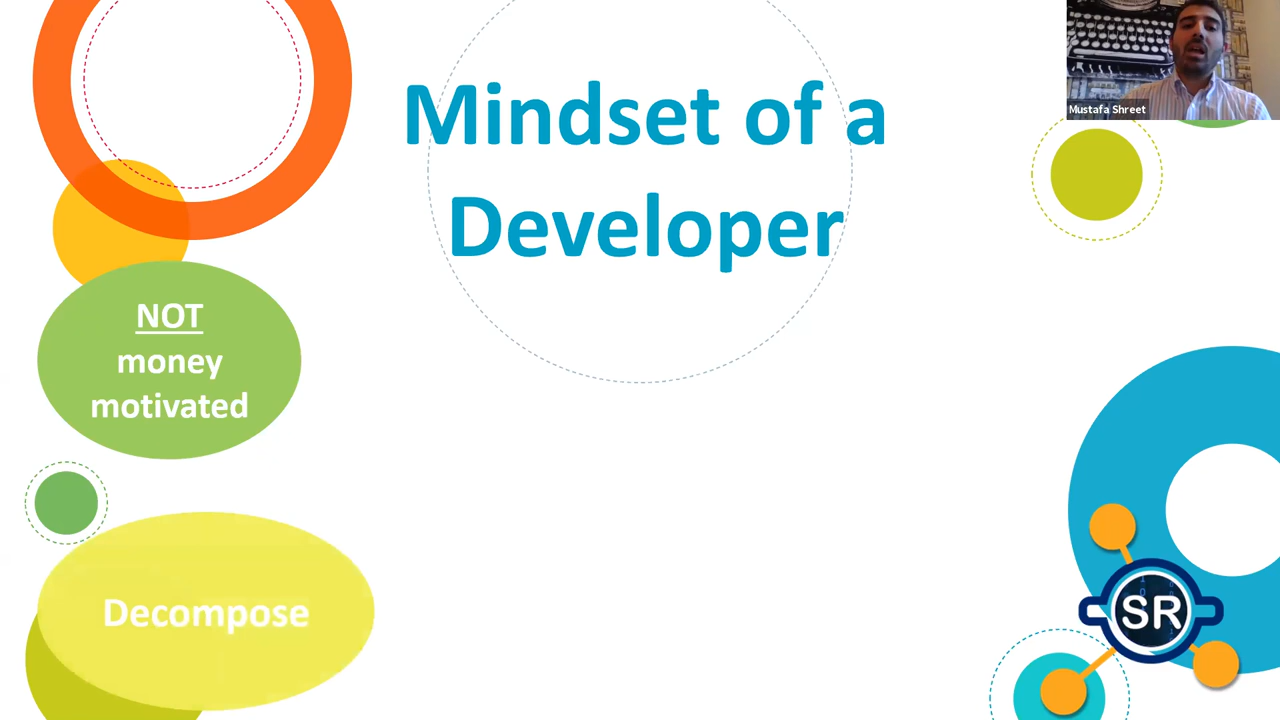 Mindset of a
Developer
Mustafa Shreet
NOT
money
motivated
Decompose
SR